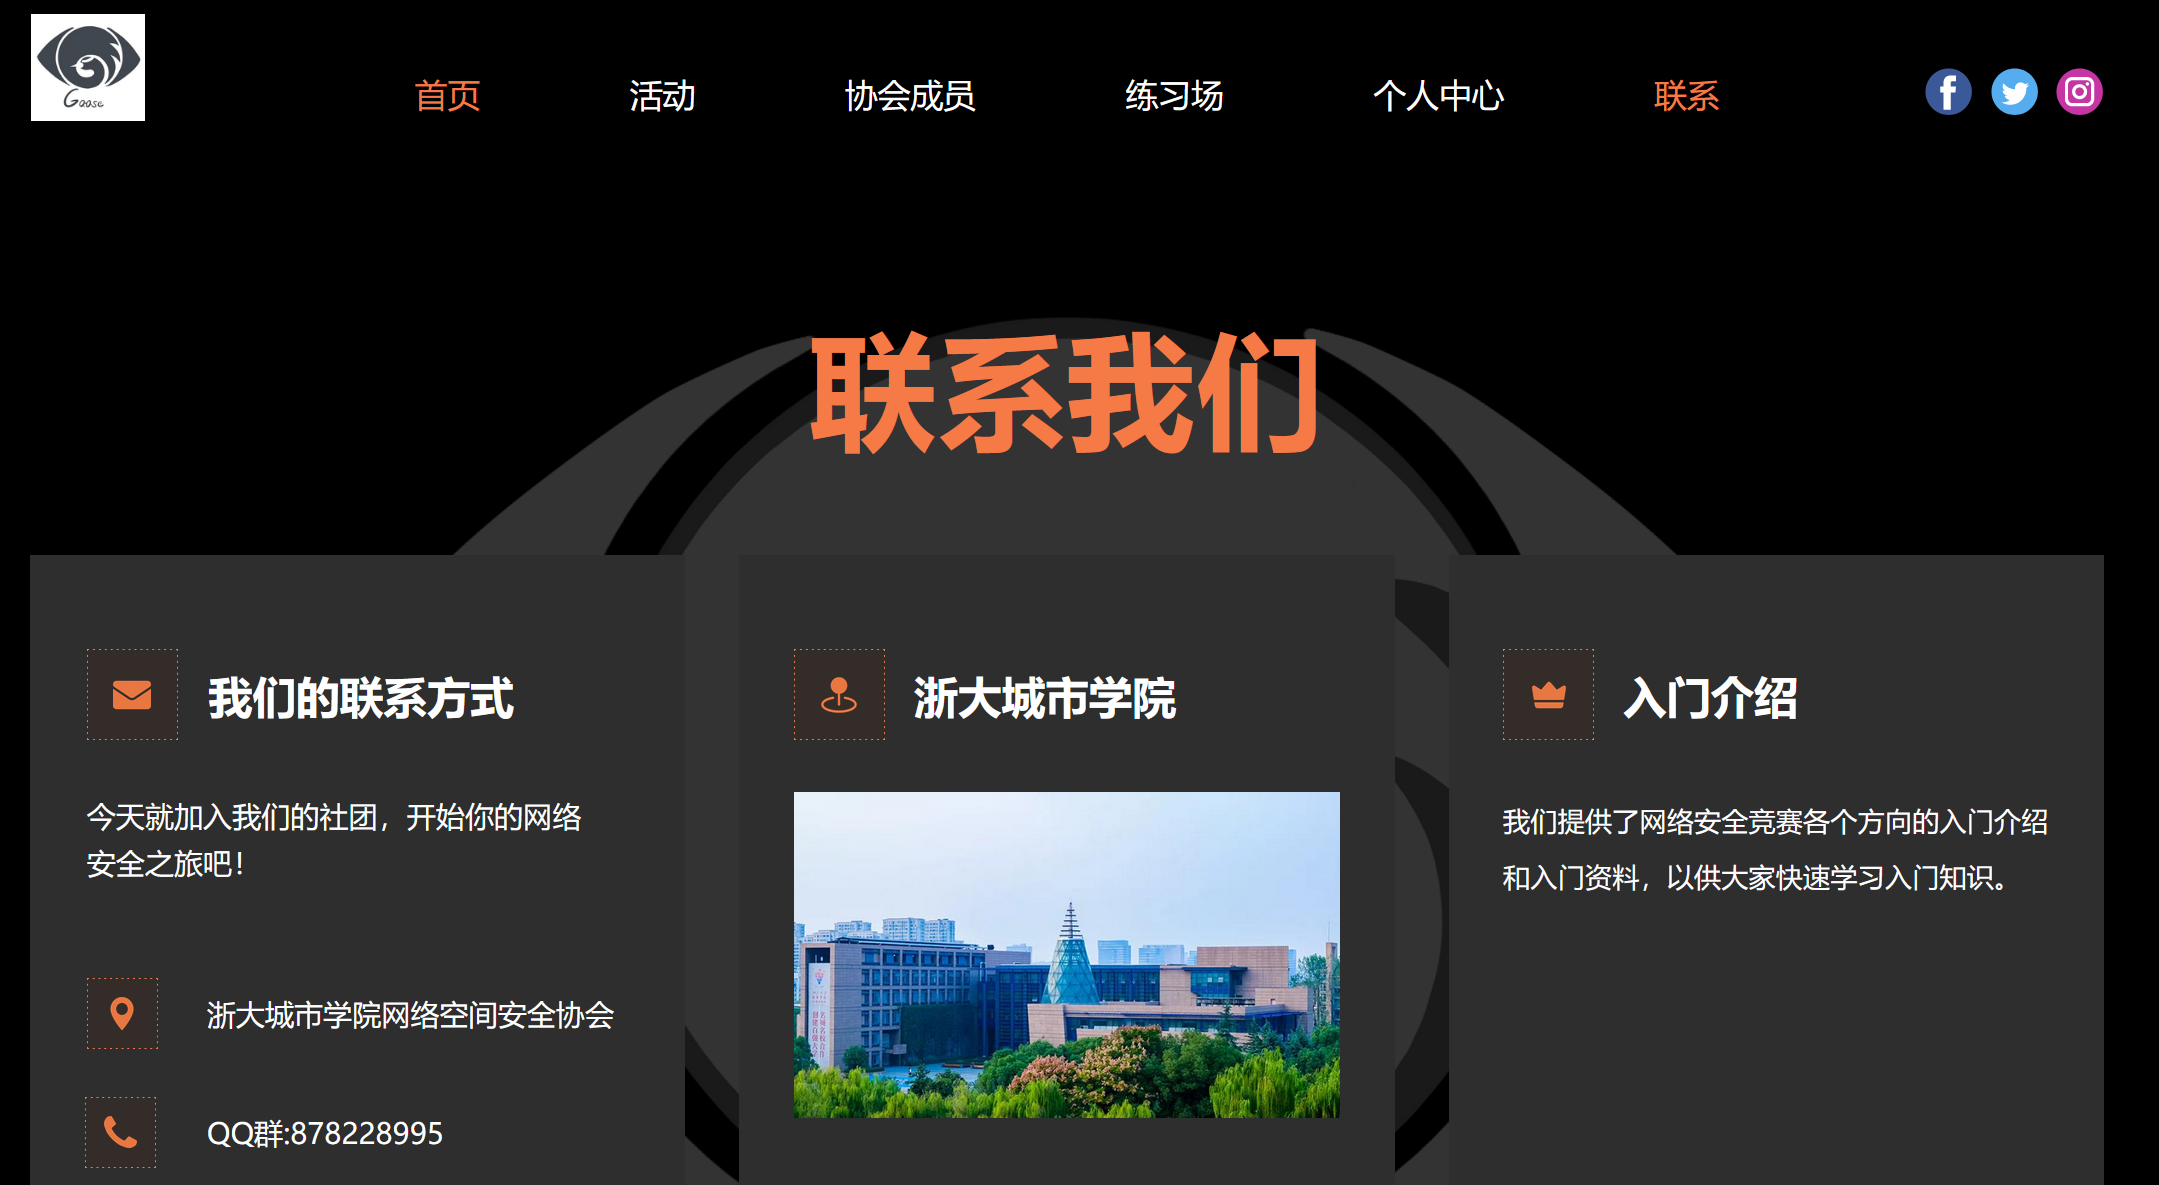 Goose
首页
活动
协会成员
练习场
个人中心
联系
联系我们
我们的联系方式
今天就加入我们的社团，开始你的网络
安全之旅吧！
浙大城市学院网络空间安全协会
QQ群:878228995
浙大城市学院
入门介绍
我们提供了网络安全竞赛各个方向的入门介绍
和入门资料，以供大家快速学习入门知识。